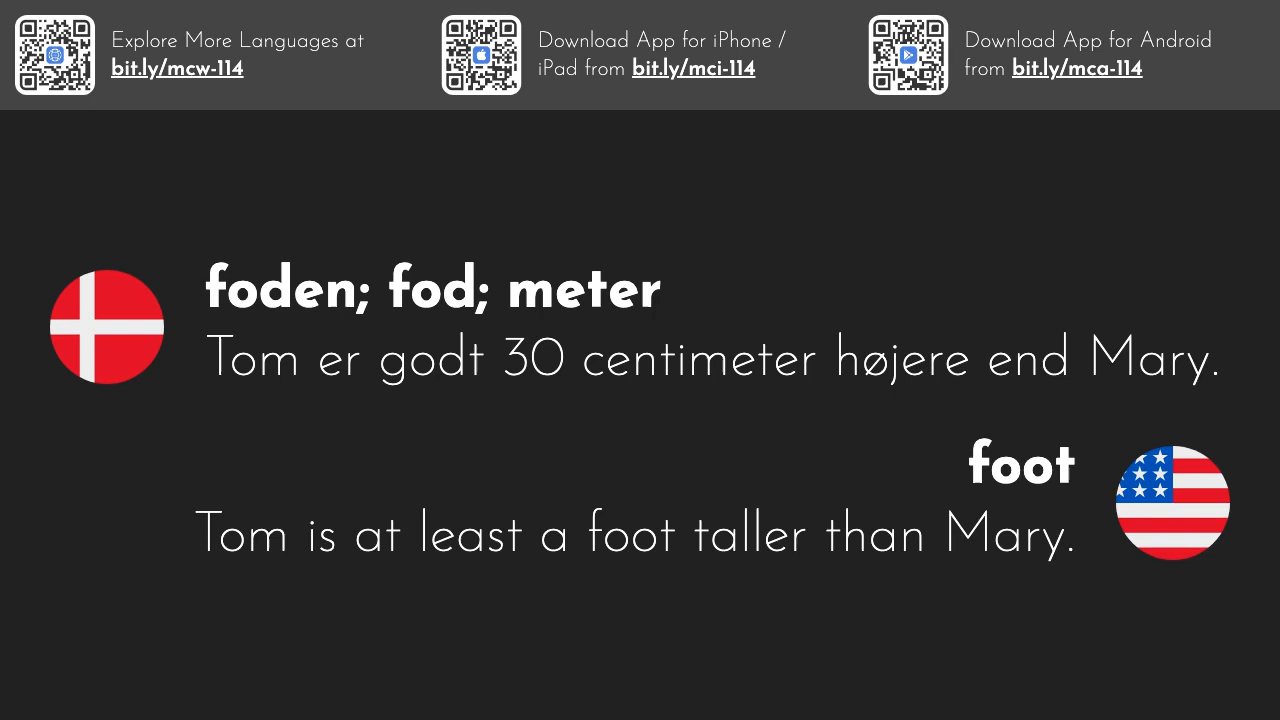 Explore More Languages at
bit.ly/mcw-114
Download App for iPhone /
iPad from bit.ly/mci-114
Download App for Android
from bit.ly/mca-114
foden; fod; meter
Tom er godt 30 centimeter højere end Mary.
foot
Tom is at least a foot taller than Mary.